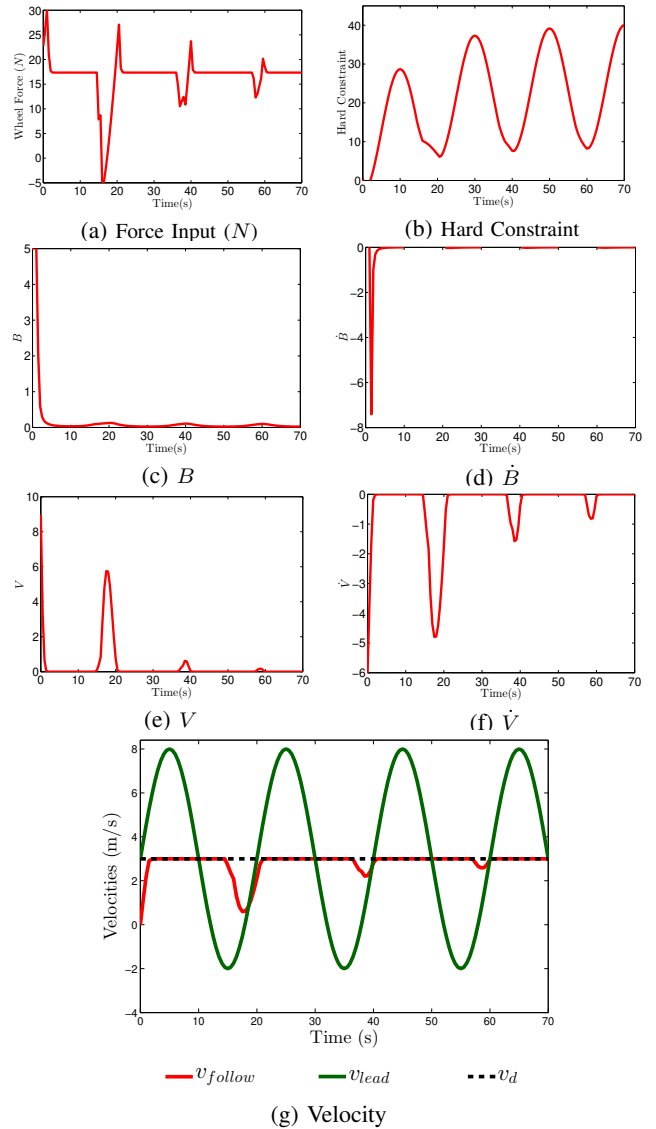 30
25
20
15
10
5
0
−5
Wheel Force (N)
0 10 20 30 40 50 60 70
Time(s)
(a) Force Input (N)
40
30
20
10
0
Hard Constraint
0 10 20 30 40 50 60 70
Time(s)
(b) Hard Constraint
5
4
3
2
1
0
B
0 10 20 30 40 50 60 70
Time(s)
(c) B
0
−2
−4
−6
−8
Ḃ
0 10 20 30 40 50 60 70
Time(s)
(d) Ḃ
10
8
6
4
2
0
V
0 10 20 30 40 50 60 70
Time(s)
(e) V
0
−1
−2
−3
−4
−5
−6
V̇
0 10 20 30 40 50 60 70
Time(s)
(f) V̇
8
6
4
2
0
−2
−4
Velocities (m/s)
0 10 20 30 40 50 60 70
Time (s)
v_follow v_lead v_d
(g) Velocity